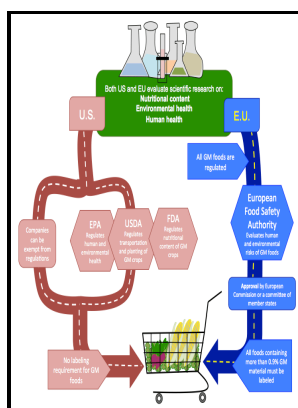 Both US and EU evaluate scientific research on:
Nutritional content
Environmental health
Human health
U.S.
E.U.
All GM foods are
regulated
European
Food Safety
Authority
Evaluates human
and environmental
risks of GM foods
Companies
can be
exempt from
regulations
EPA
Regulates
human and
environmental
health
USDA
Regulates
transportation
and planting of
GM crops
FDA
Regulates
nutritional
content of GM
crops
Approval by European
Commission or a committee of
member states
No labeling
requirement for GM
foods
All foods containing
more than 0.9% GM
material must be
labeled